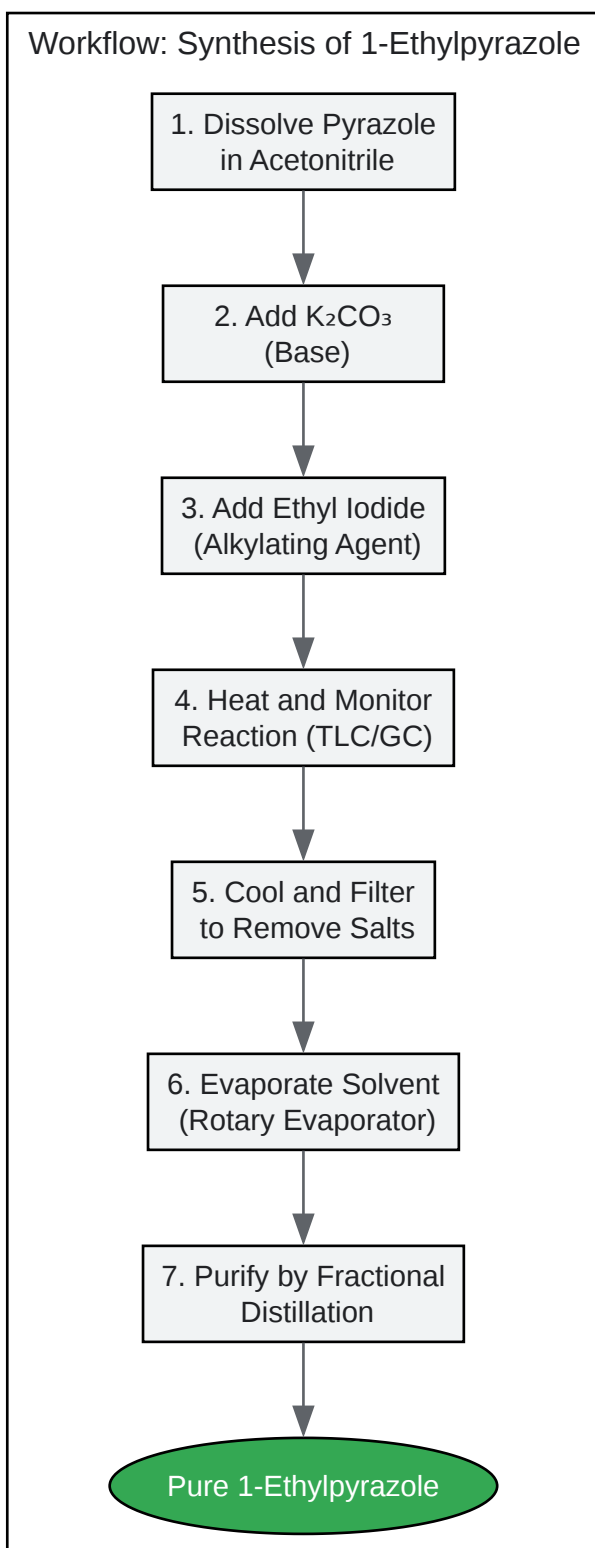 Workflow: Synthesis of 1-Ethylpyrazole
1. Dissolve Pyrazole
in Acetonitrile
2. Add K₂CO₃
(Base)
3. Add Ethyl Iodide
(Alkylating Agent)
4. Heat and Monitor
Reaction (TLC/GC)
5. Cool and Filter
to Remove Salts
6. Evaporate Solvent
(Rotary Evaporator)
7. Purify by Fractional
Distillation
Pure 1-Ethylpyrazole